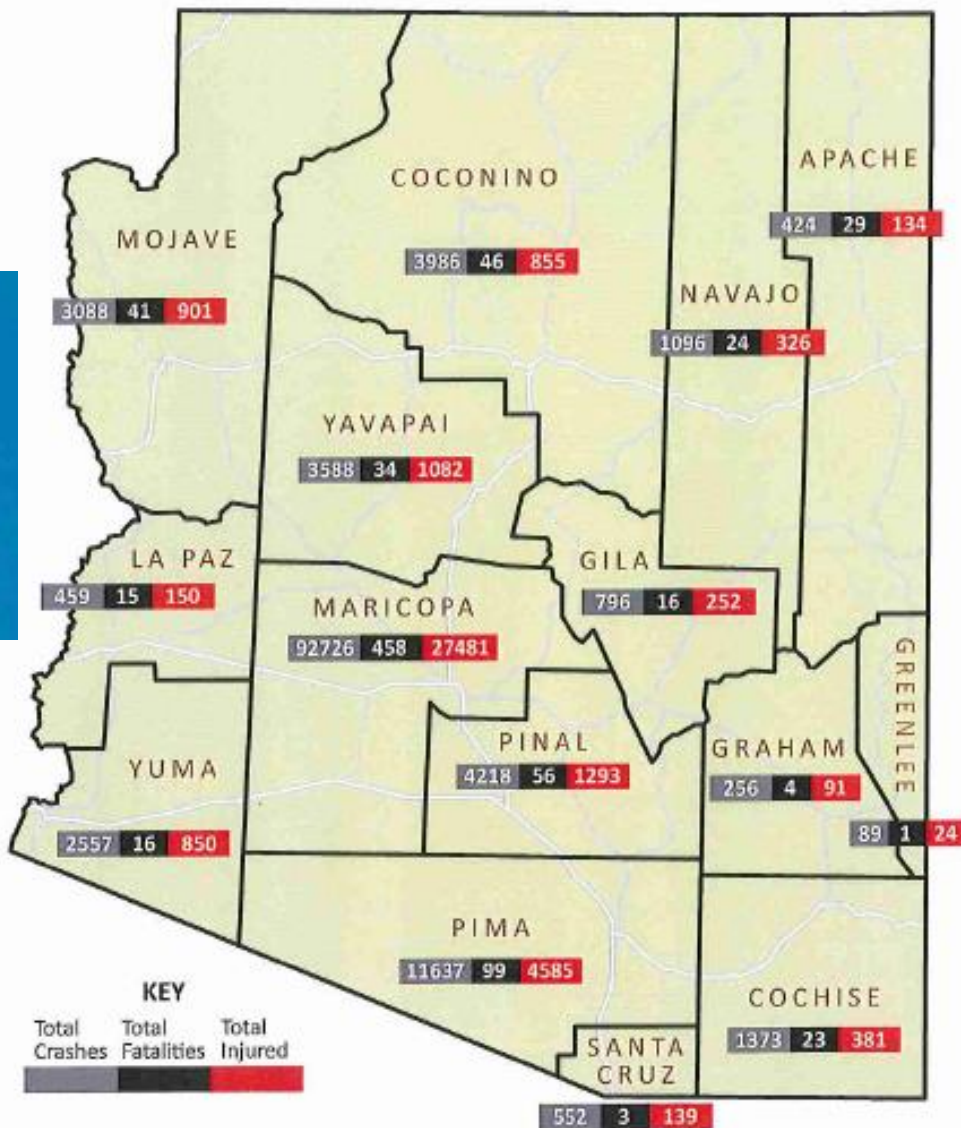 COCONINO
3986 46 855
APACHE
424 29 134
MOJAVE
3088 41 901
NAVAJO
1096 24 326
YAVAPAI
3588 34 1082
LA PAZ
459 15 150
GILA
796 16 252
MARICOPA
92726 458 27481
GREENLEE
89 1 24
PINAL
4218 56 1293
GRAHAM
256 4 91
YUMA
2557 16 850
PIMA
11637 99 4585
COCHISE
1373 23 381
SANTA
CRUZ
552 3 139
KEY
Total Total Total
Crashes Fatalities Injured